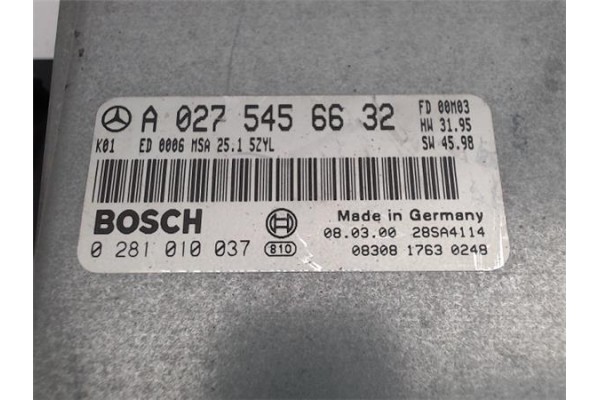 A 027 545 66 32 FD 00M03
HW 31.95
K01 ED 0006 MSA 25.1 5ZYL SW 45.98
BOSCH Made in Germany
08.03.00 28SA4114
0 281 010 037 810 08308 1763 0248